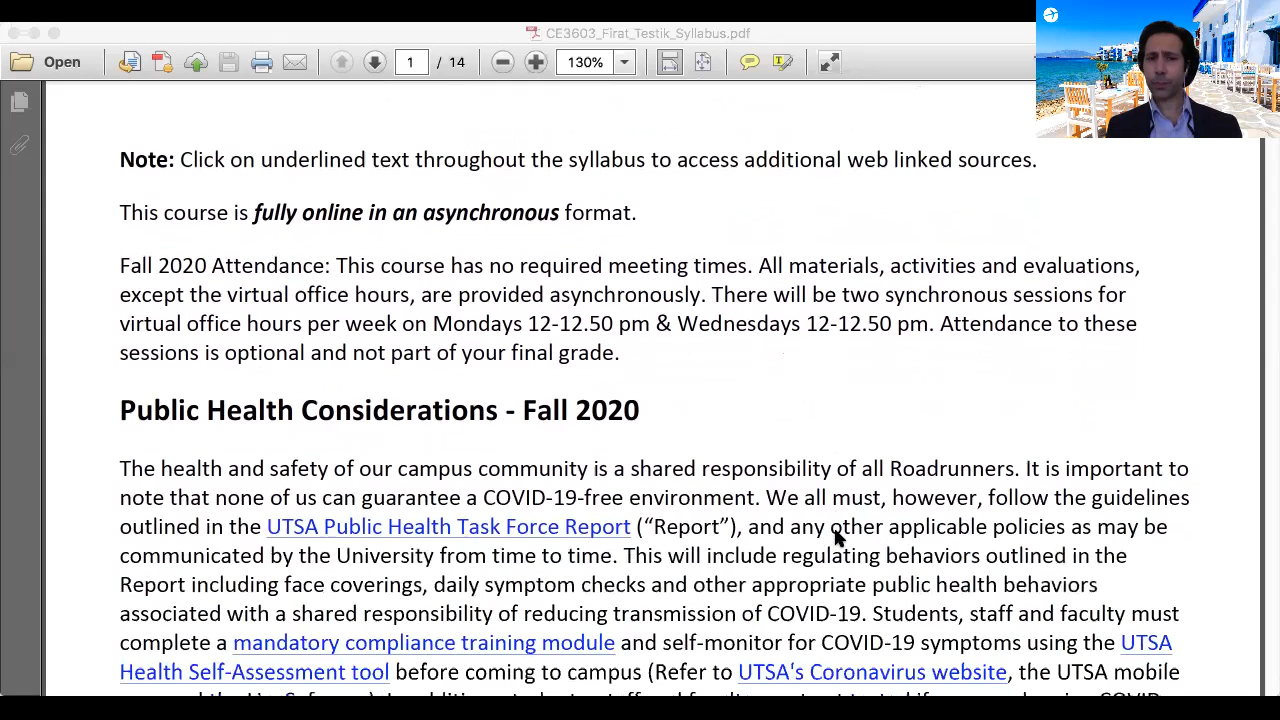 CE3603_Firat_Testik_Syllabus.pdf
Open
1 / 14
130%
Note: Click on underlined text throughout the syllabus to access additional web linked sources.
This course is fully online in an asynchronous format.
Fall 2020 Attendance: This course has no required meeting times. All materials, activities and evaluations,
except the virtual office hours, are provided asynchronously. There will be two synchronous sessions for
virtual office hours per week on Mondays 12-12.50 pm & Wednesdays 12-12.50 pm. Attendance to these
sessions is optional and not part of your final grade.
Public Health Considerations - Fall 2020
The health and safety of our campus community is a shared responsibility of all Roadrunners. It is important to
note that none of us can guarantee a COVID-19-free environment. We all must, however, follow the guidelines
outlined in the UTSA Public Health Task Force Report (“Report”), and any other applicable policies as may be
communicated by the University from time to time. This will include regulating behaviors outlined in the
Report including face coverings, daily symptom checks and other appropriate public health behaviors
associated with a shared responsibility of reducing transmission of COVID-19. Students, staff and faculty must
complete a mandatory compliance training module and self-monitor for COVID-19 symptoms using the UTSA
Health Self-Assessment tool before coming to campus (Refer to UTSA's Coronavirus website, the UTSA mobile